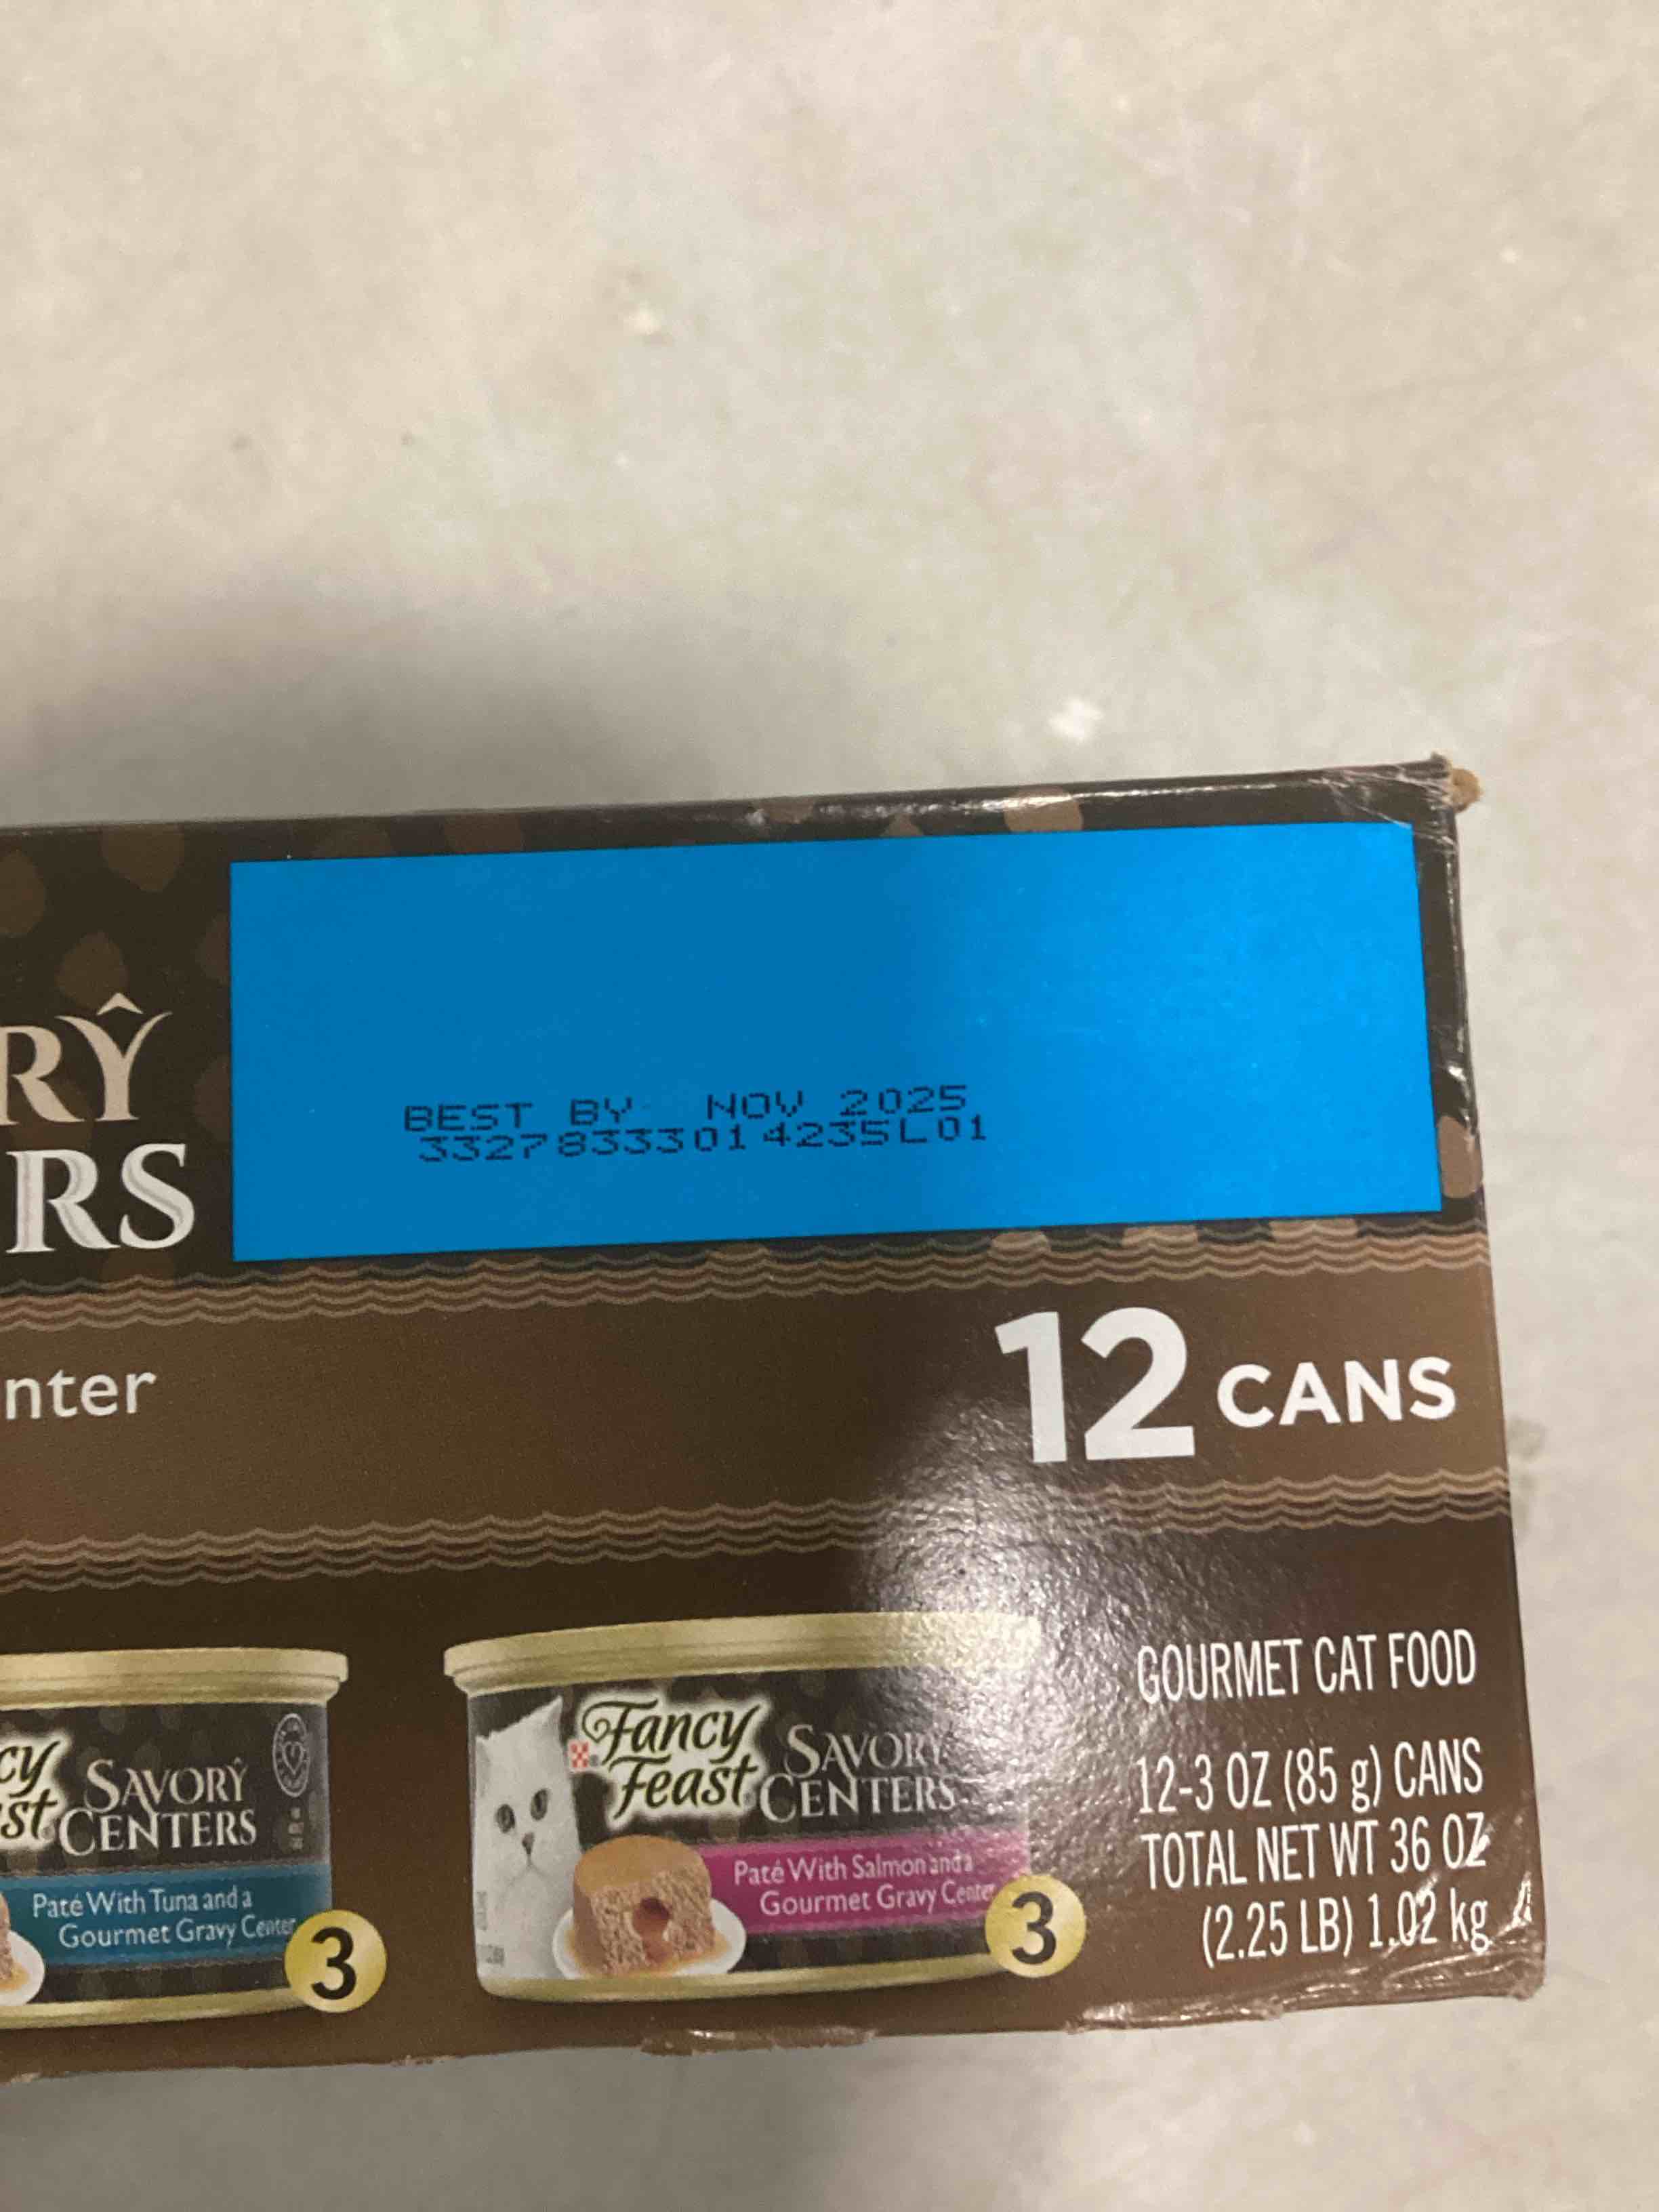 RY
RS
BEST BY NOV 2025
33278333014235L01
nter
12 CANS
cy
st
SAVORY
CENTERS
Paté With Tuna and a
Gourmet Gravy Center
3
Fancy
Feast
SAVORY
CENTERS
Paté With Salmon and a
Gourmet Gravy Center
3
GOURMET CAT FOOD
12-3 OZ (85 g) CANS
TOTAL NET WT 36 OZ
(2.25 LB) 1.02 kg